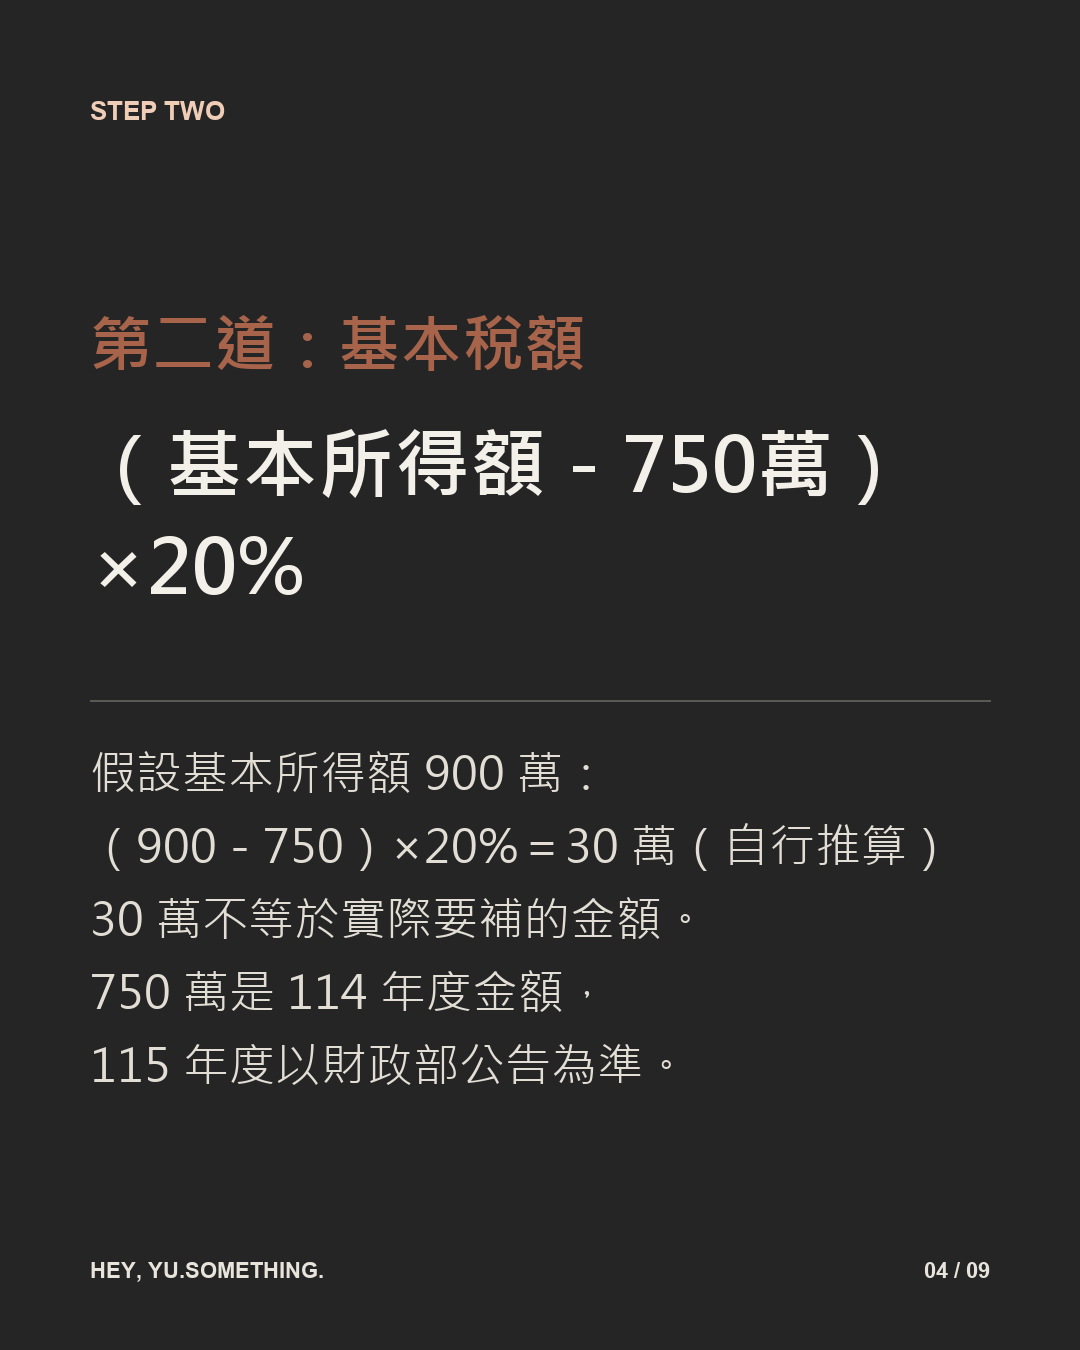 STEP TWO
第二道：基本稅額
（基本所得額 - 750萬）
×20%
假設基本所得額 900 萬：
（900 - 750）×20%＝30 萬（自行推算）
30 萬不等於實際要補的金額。
750 萬是 114 年度金額，
115 年度以財政部公告為準。
HEY, YU.SOMETHING.
04 / 09